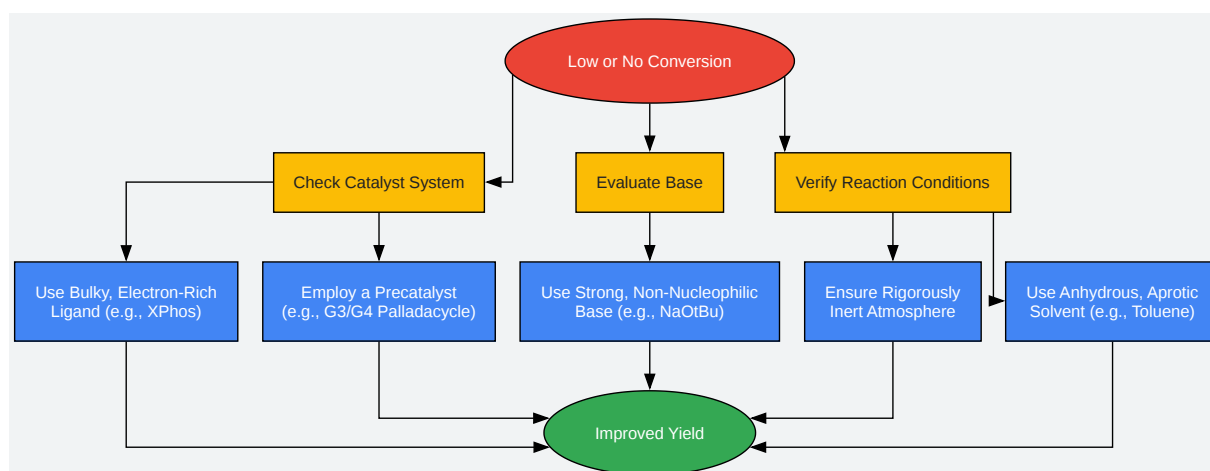 Low or No Conversion
Check Catalyst System
Evaluate Base
Verify Reaction Conditions
Use Bulky, Electron-Rich
Ligand (e.g., XPhos)
Employ a Precatalyst
(e.g., G3/G4 Palladacycle)
Use Strong, Non-Nucleophilic
Base (e.g., NaOtBu)
Ensure Rigorously
Inert Atmosphere
Use Anhydrous, Aprotic
Solvent (e.g., Toluene)
Improved Yield